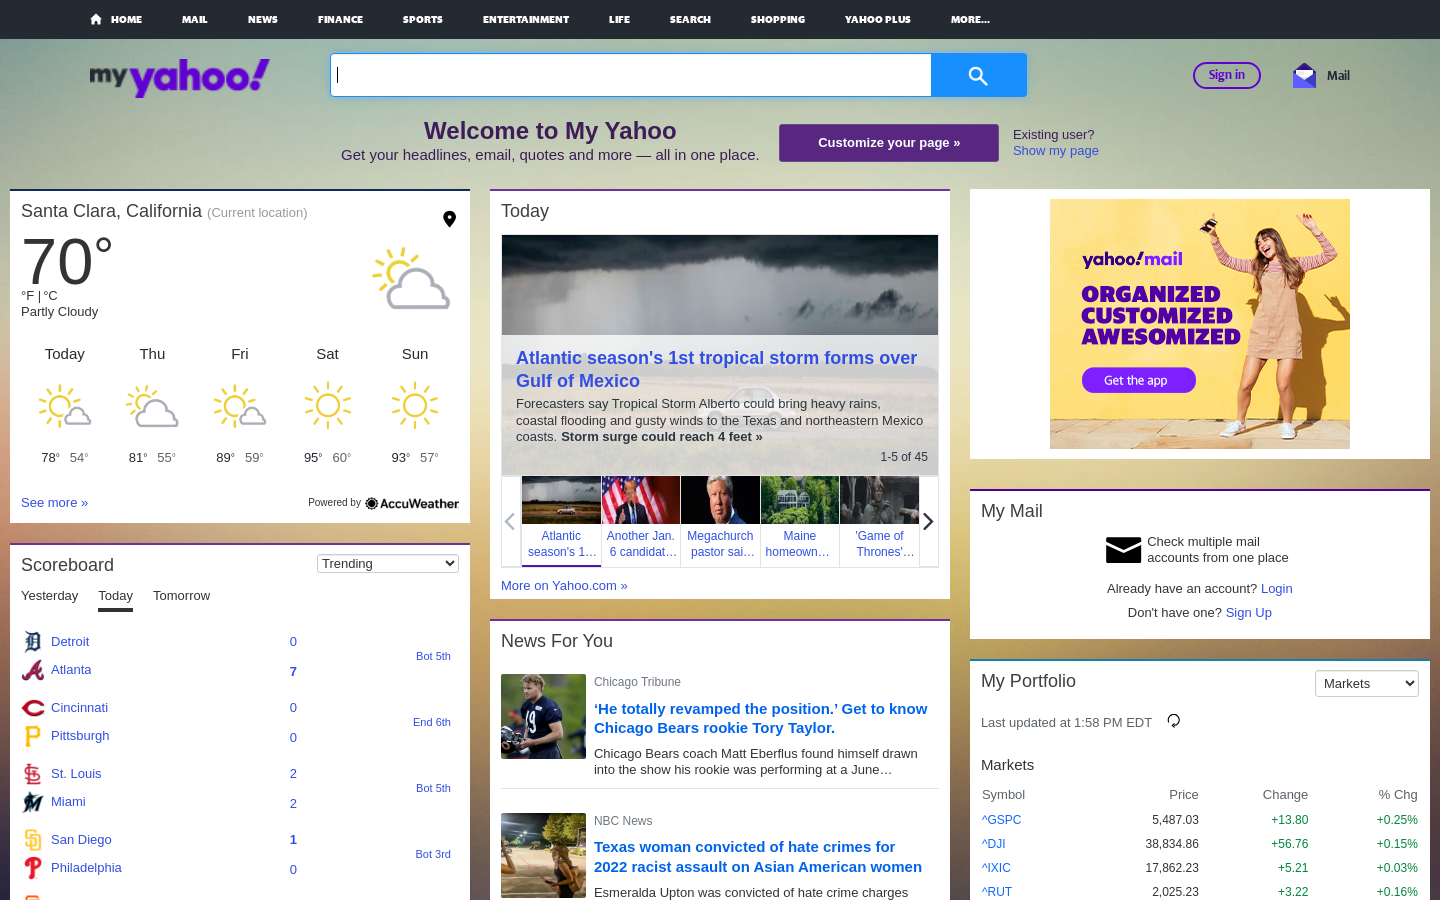 HOME MAIL NEWS FINANCE SPORTS ENTERTAINMENT LIFE SEARCH SHOPPING YAHOO PLUS MORE...
my yahoo!
Sign in
Mail
Welcome to My Yahoo
Get your headlines, email, quotes and more — all in one place.
Customize your page »
Existing user?
Show my page
Santa Clara, California (Current location)
70°
°F | °C
Partly Cloudy
Today Thu Fri Sat Sun
78° 54° 81° 55° 89° 59° 95° 60° 93° 57°
See more »
Powered by AccuWeather
Scoreboard
Trending
Yesterday Today Tomorrow
Detroit 0
Bot 5th
Atlanta 7
Cincinnati 0
End 6th
Pittsburgh 0
St. Louis 2
Bot 5th
Miami 2
San Diego 1
Bot 3rd
Philadelphia 0
Today
Atlantic season's 1st tropical storm forms over
Gulf of Mexico
Forecasters say Tropical Storm Alberto could bring heavy rains,
coastal flooding and gusty winds to the Texas and northeastern Mexico
coasts. Storm surge could reach 4 feet »
1-5 of 45
Atlantic
season's 1…
Another Jan.
6 candidat…
Megachurch
pastor sai…
Maine
homeown…
'Game of
Thrones'…
More on Yahoo.com »
News For You
Chicago Tribune
‘He totally revamped the position.’ Get to know
Chicago Bears rookie Tory Taylor.
Chicago Bears coach Matt Eberflus found himself drawn
into the show his rookie was performing at a June…
NBC News
Texas woman convicted of hate crimes for
2022 racist assault on Asian American women
Esmeralda Upton was convicted of hate crime charges
yahoo!mail
ORGANIZED
CUSTOMIZED
AWESOMIZED
Get the app
My Mail
Check multiple mail
accounts from one place
Already have an account? Login
Don't have one? Sign Up
My Portfolio
Markets
Last updated at 1:58 PM EDT
Markets
Symbol Price Change % Chg
^GSPC 5,487.03 +13.80 +0.25%
^DJI 38,834.86 +56.76 +0.15%
^IXIC 17,862.23 +5.21 +0.03%
^RUT 2,025.23 +3.22 +0.16%